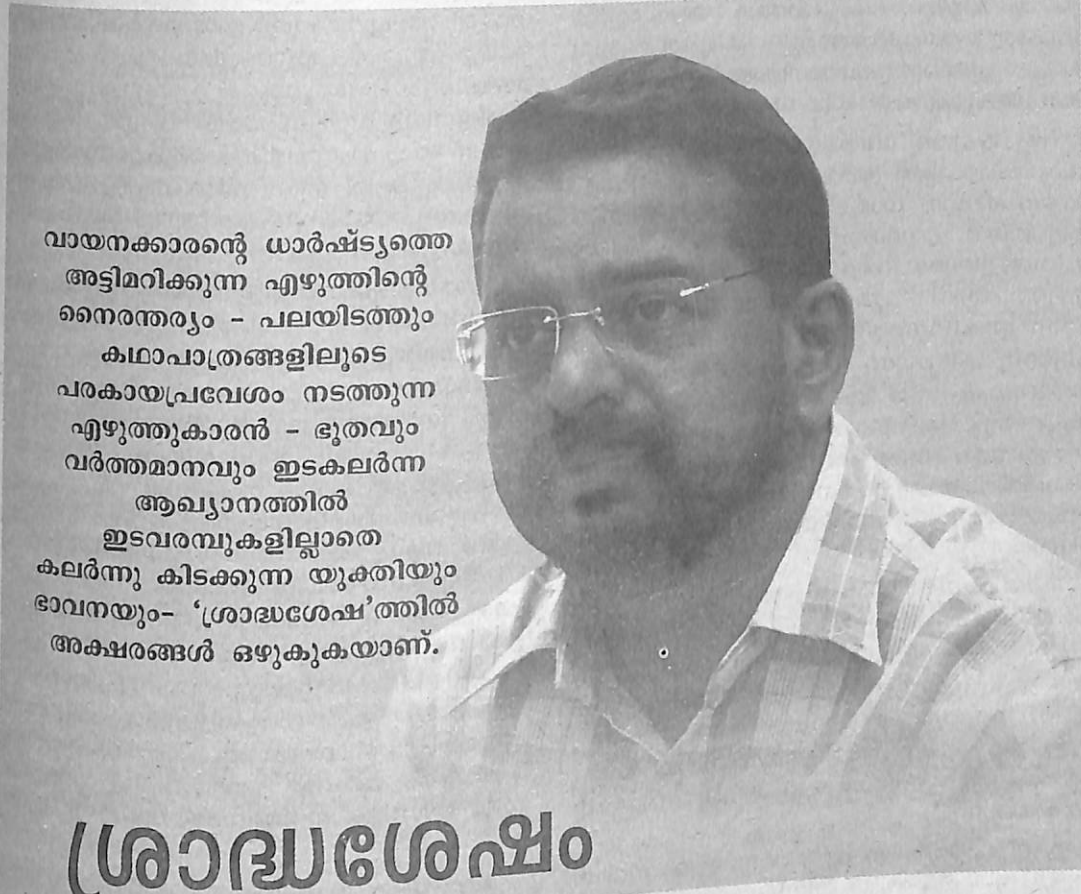 വായനക്കാരന്റെ ധാർഷ്ട്യത്തെ
അട്ടിമറിക്കുന്ന എഴുത്തിന്റെ
നൈരന്തര്യം – പലയിടത്തും
കഥാപാത്രങ്ങളിലൂടെ
പരകായപ്രവേശം നടത്തുന്ന
എഴുത്തുകാരൻ – ഭൂതവും
വർത്തമാനവും ഇടകലർന്ന
ആഖ്യാനത്തിൽ
ഇടവരമ്പുകളില്ലാതെ
കലർന്നു കിടക്കുന്ന യുക്തിയും
ഭാവനയും– ‘ശ്രാദ്ധശേഷ’ത്തിൽ
അക്ഷരങ്ങൾ ഒഴുകുകയാണ്.
ശ്രാദ്ധശേഷം